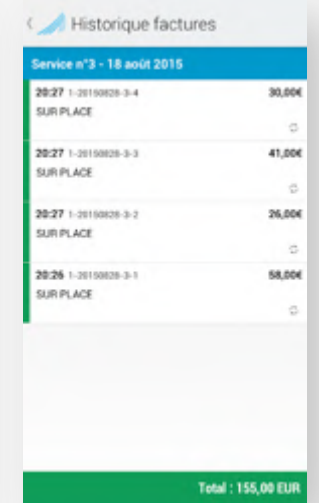 Historique factures
Service n°3 - 18 août 2015
20:27 1-20150828-3-4 30,00€
SUR PLACE
20:27 1-20150828-3-3 41,00€
SUR PLACE
20:27 1-20150828-3-2 26,00€
SUR PLACE
20:26 1-20150828-3-1 58,00€
SUR PLACE
Total : 155,00 EUR